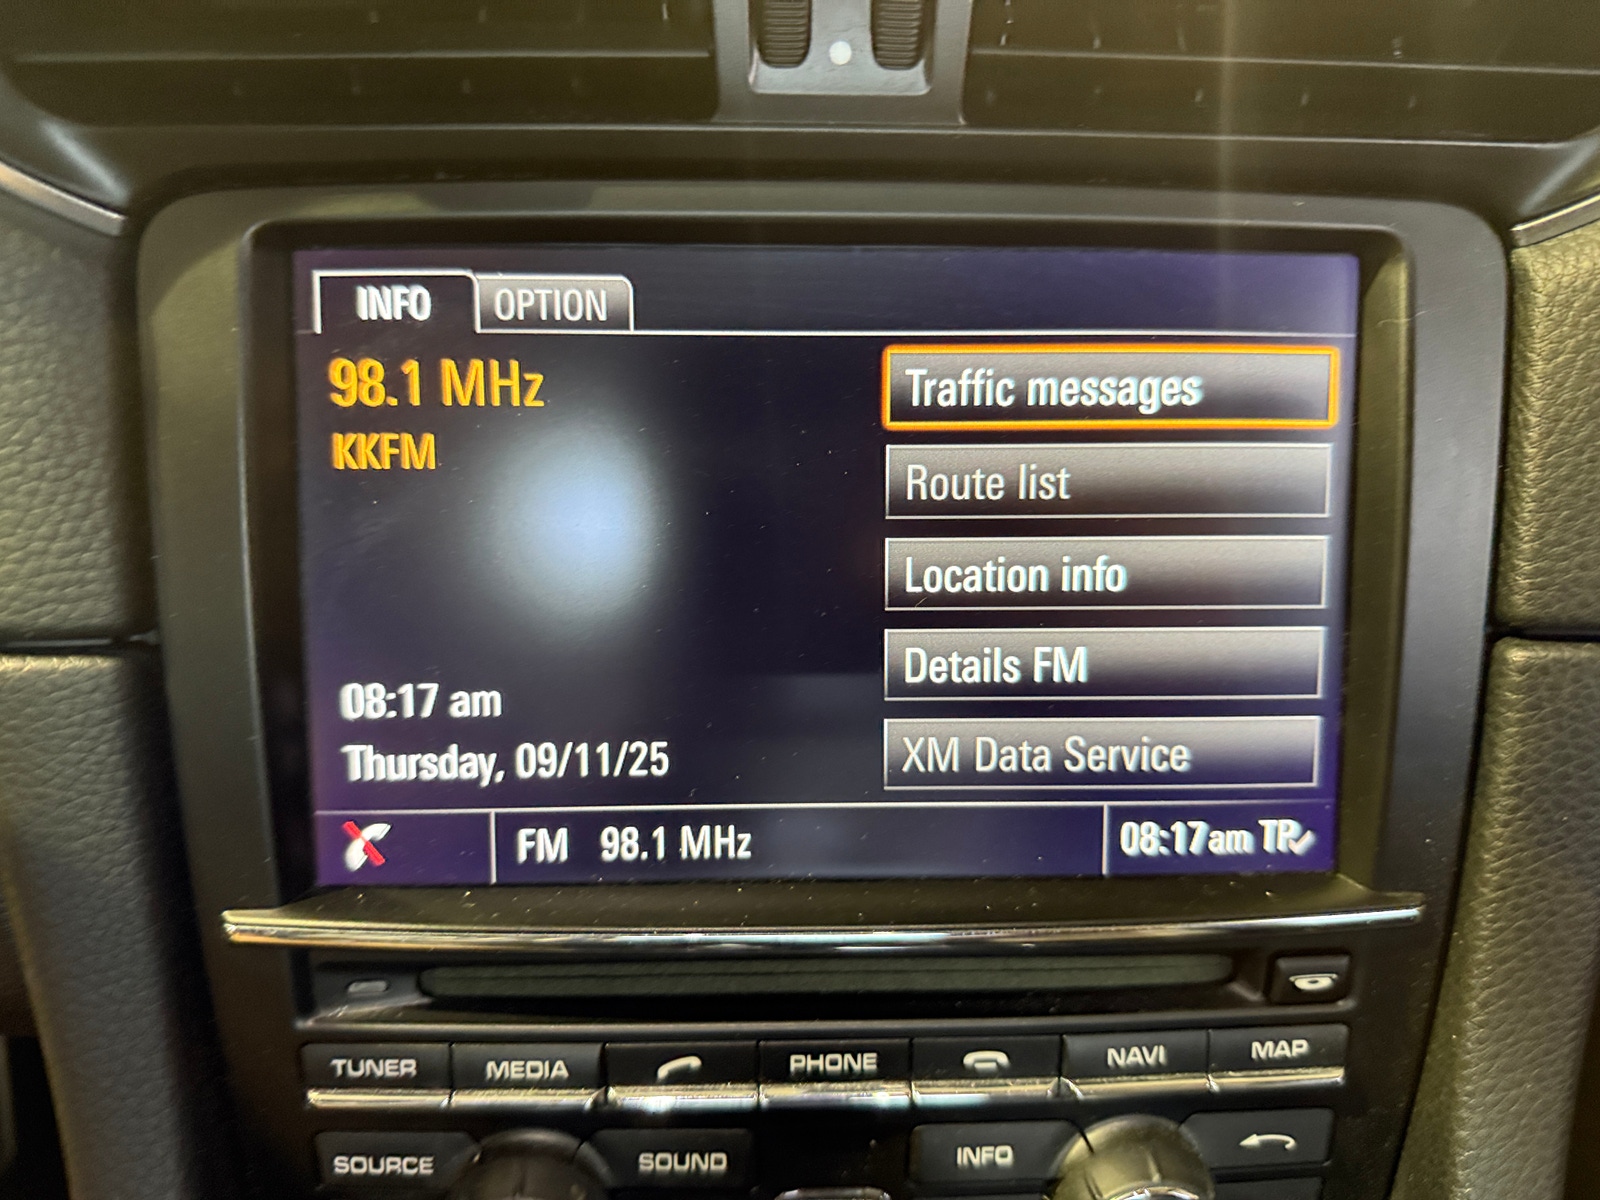 INFO OPTION
98.1 MHz
KKFM
Traffic messages
Route list
Location info
Details FM
XM Data Service
08:17 am
Thursday, 09/11/25
FM 98.1 MHz
08:17am TP
TUNER MEDIA PHONE NAVI MAP
SOURCE SOUND INFO